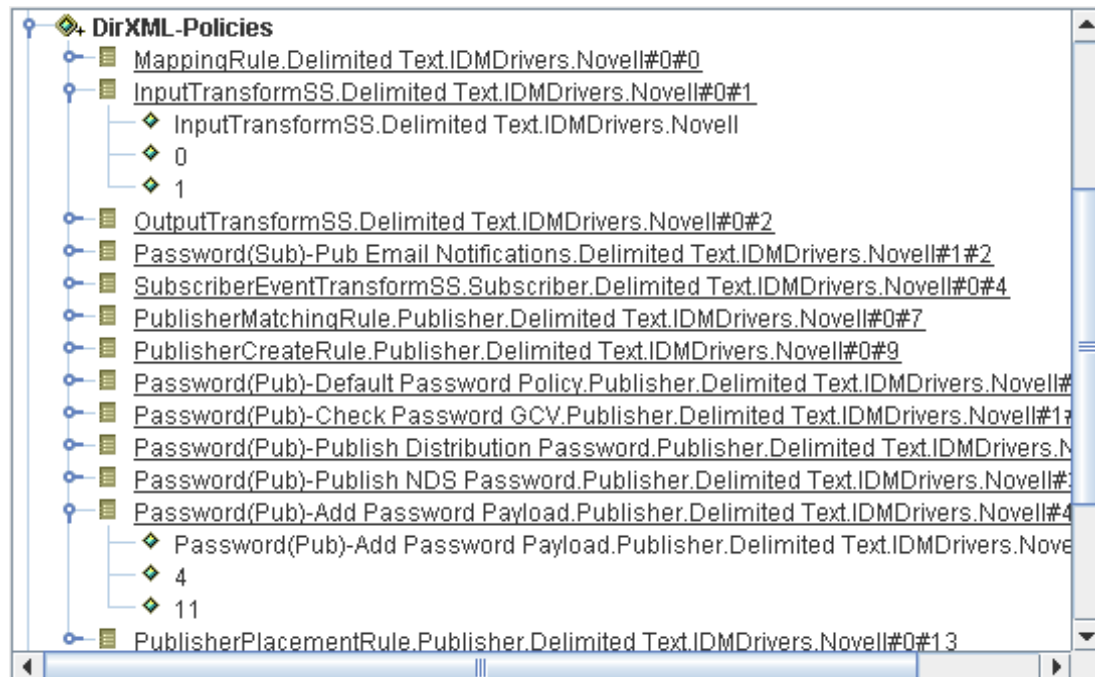 DirXML-Policies
MappingRule.Delimited Text.IDMDrivers.Novell#0#0
InputTransformSS.Delimited Text.IDMDrivers.Novell#0#1
InputTransformSS.Delimited Text.IDMDrivers.Novell
0
1
OutputTransformSS.Delimited Text.IDMDrivers.Novell#0#2
Password(Sub)-Pub Email Notifications.Delimited Text.IDMDrivers.Novell#1#2
SubscriberEventTransformSS.Subscriber.Delimited Text.IDMDrivers.Novell#0#4
PublisherMatchingRule.Publisher.Delimited Text.IDMDrivers.Novell#0#7
PublisherCreateRule.Publisher.Delimited Text.IDMDrivers.Novell#0#9
Password(Pub)-Default Password Policy.Publisher.Delimited Text.IDMDrivers.Novell#
Password(Pub)-Check Password GCV.Publisher.Delimited Text.IDMDrivers.Novell#1#
Password(Pub)-Publish Distribution Password.Publisher.Delimited Text.IDMDrivers.N
Password(Pub)-Publish NDS Password.Publisher.Delimited Text.IDMDrivers.Novell#
Password(Pub)-Add Password Payload.Publisher.Delimited Text.IDMDrivers.Novell#4
Password(Pub)-Add Password Payload.Publisher.Delimited Text.IDMDrivers.Nove
4
11
PublisherPlacementRule.Publisher.Delimited Text.IDMDrivers.Novell#0#13